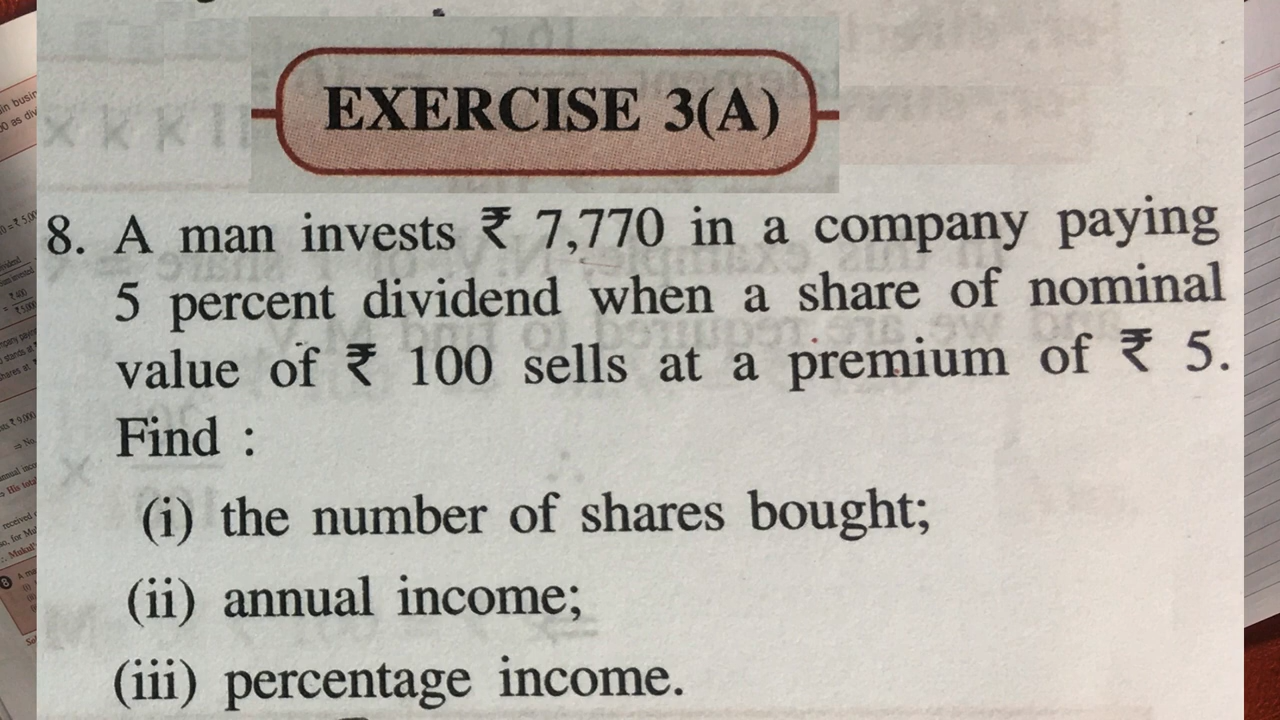 EXERCISE 3(A)
8. A man invests ₹ 7,770 in a company paying
5 percent dividend when a share of nominal
value of ₹ 100 sells at a premium of ₹ 5.
Find :
(i) the number of shares bought;
(ii) annual income;
(iii) percentage income.